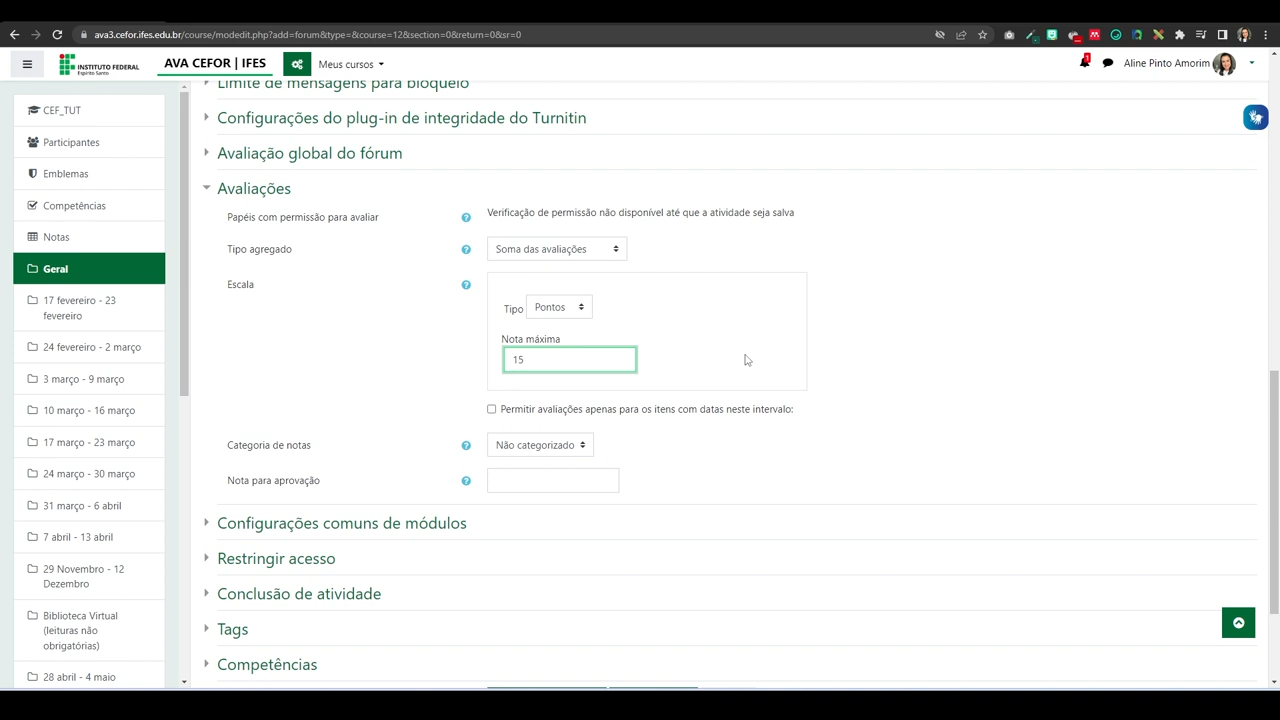 ava3.cefor.ifes.edu.br/course/modedit.php?add=forum&type=&course=12&section=0&return=0&sr=0
INSTITUTO FEDERAL
Espírito Santo
AVA CEFOR | IFES
Meus cursos
1
Aline Pinto Amorim
CEF_TUT
Participantes
Emblemas
Competências
Notas
Geral
17 fevereiro - 23
fevereiro
24 fevereiro - 2 março
3 março - 9 março
10 março - 16 março
17 março - 23 março
24 março - 30 março
31 março - 6 abril
7 abril - 13 abril
29 Novembro - 12
Dezembro
Biblioteca Virtual
(leituras não
obrigatórias)
28 abril - 4 maio
Limite de mensagens para bloqueio
Configurações do plug-in de integridade do Turnitin
Avaliação global do fórum
Avaliações
Papéis com permissão para avaliar
Verificação de permissão não disponível até que a atividade seja salva
Tipo agregado
Soma das avaliações
Escala
Tipo Pontos
Nota máxima
15
Permitir avaliações apenas para os itens com datas neste intervalo:
Categoria de notas
Não categorizado
Nota para aprovação
Configurações comuns de módulos
Restringir acesso
Conclusão de atividade
Tags
Competências